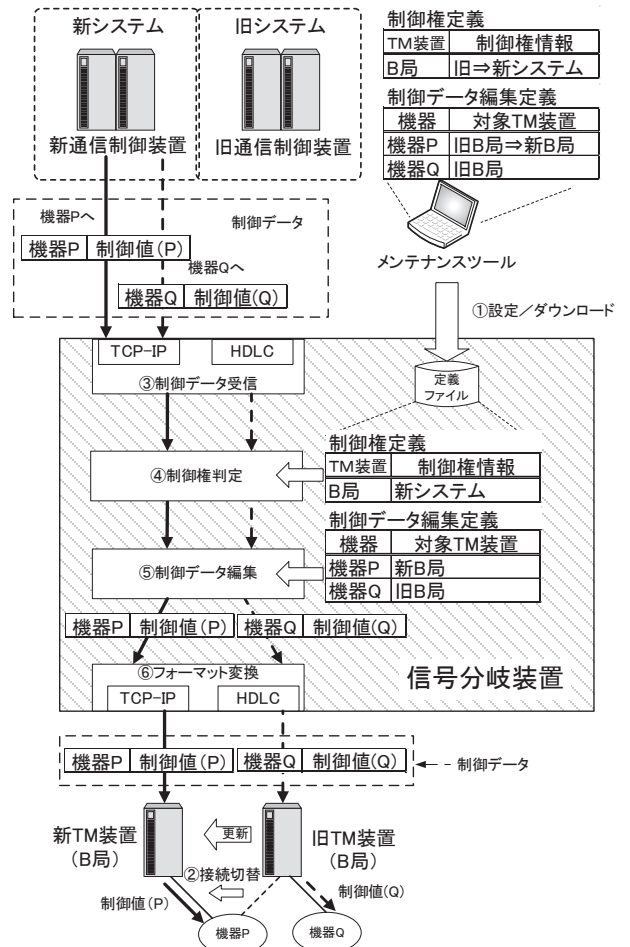 新システム
旧システム
新通信制御装置
旧通信制御装置
制御権定義
TM装置 制御権情報
B局 旧⇒新システム
制御データ編集定義
機器 対象TM装置
機器P 旧B局⇒新B局
機器Q 旧B局
メンテナンスツール
機器Pへ
制御データ
機器P 制御値(P)
機器Qへ
機器Q 制御値(Q)
①設定／ダウンロード
TCP-IP HDLC
③制御データ受信
定義
ファイル
制御権定義
TM装置 制御権情報
B局 新システム
④制御権判定
制御データ編集定義
機器 対象TM装置
機器P 新B局
機器Q 旧B局
⑤制御データ編集
機器P 制御値(P) 機器Q 制御値(Q)
⑥フォーマット変換
TCP-IP HDLC
信号分岐装置
機器P 制御値(P) 機器Q 制御値(Q)
制御データ
新TM装置
(B局)
更新
旧TM装置
(B局)
②接続切替
制御値(P)
制御値(Q)
機器P
機器Q